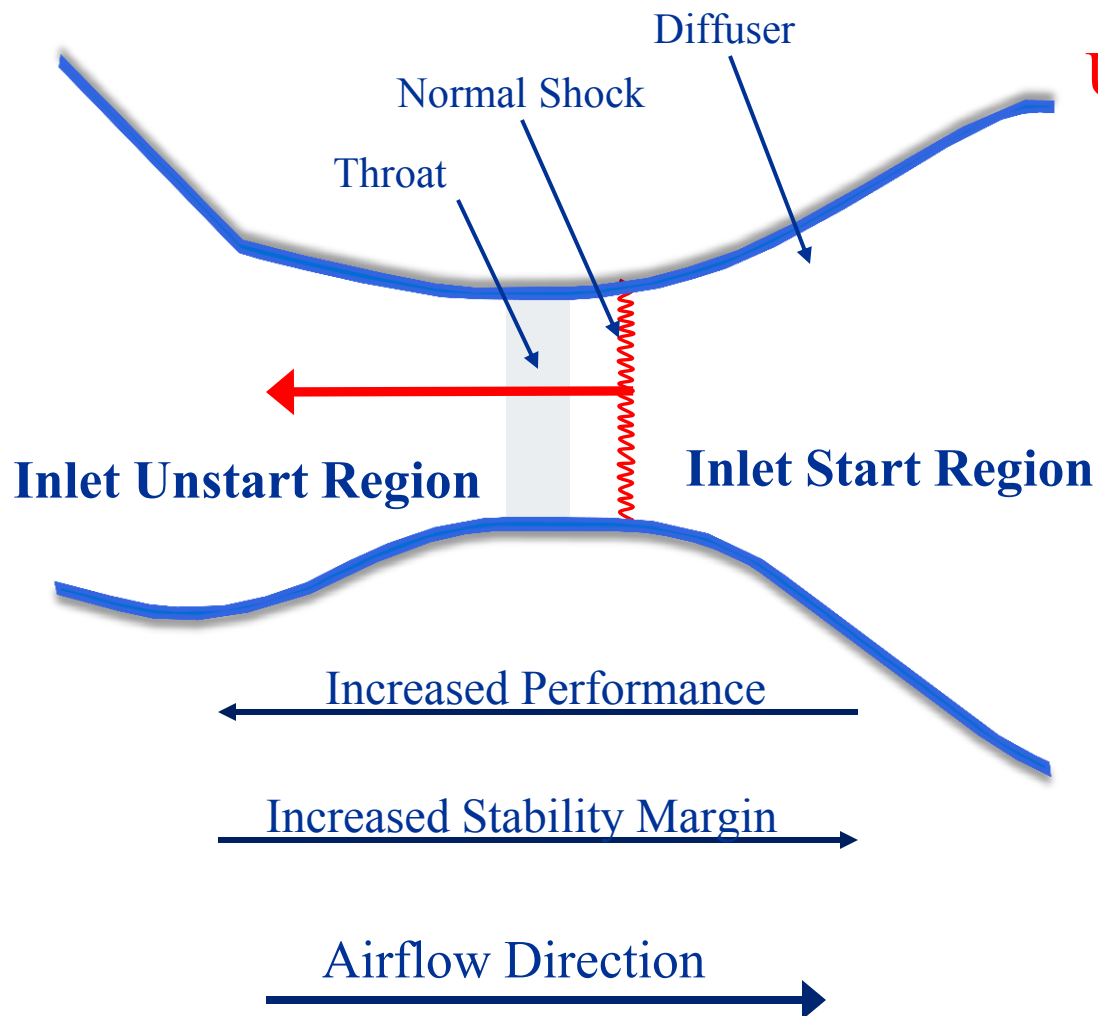 Diffuser
Normal Shock
Throat
Inlet Unstart Region
Inlet Start Region
Increased Performance
Increased Stability Margin
Airflow Direction